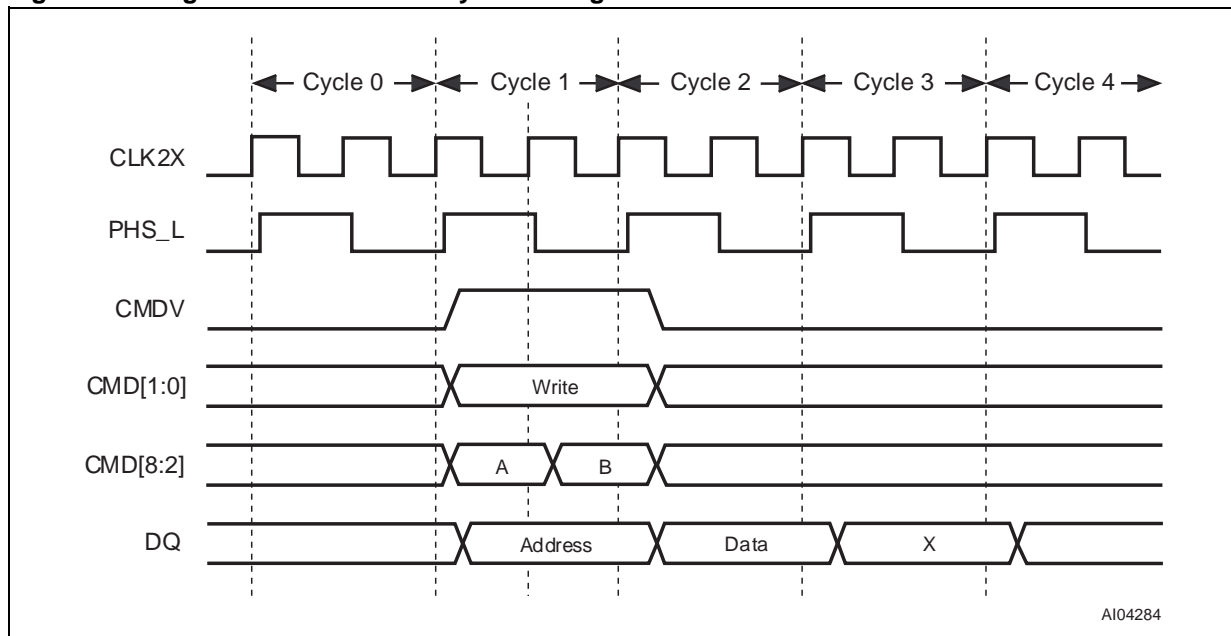 Cycle 0 Cycle 1 Cycle 2 Cycle 3 Cycle 4
CLK2X
PHS_L
CMDV
CMD[1:0] Write
CMD[8:2] A B
DQ Address Data X
AI04284